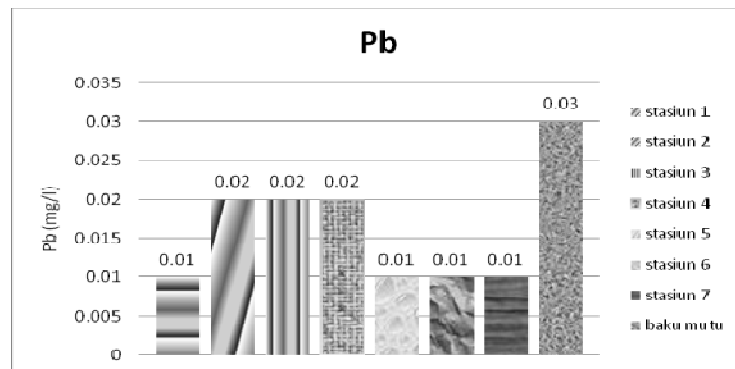 Pb
0.035
0.03
0.025
0.02
0.015
0.01
0.005
0
Pb (mg/l)
0.01
0.02
0.02
0.02
0.01
0.01
0.01
0.03
stasiun 1
stasiun 2
stasiun 3
stasiun 4
stasiun 5
stasiun 6
stasiun 7
baku mutu